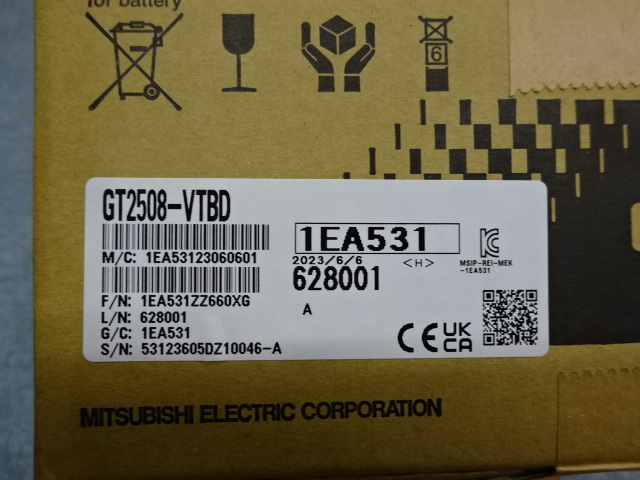 for battery
6
GT2508-VTBD
M/C: 1EA53123060601
1EA531
2023/6/6 <H>
628001
A
MSIP-REI-MEK
-1EA531
F/N: 1EA531ZZ660XG
L/N: 628001
G/C: 1EA531
S/N: 53123605DZ10046-A
CE UK
CA
MITSUBISHI ELECTRIC CORPORATION